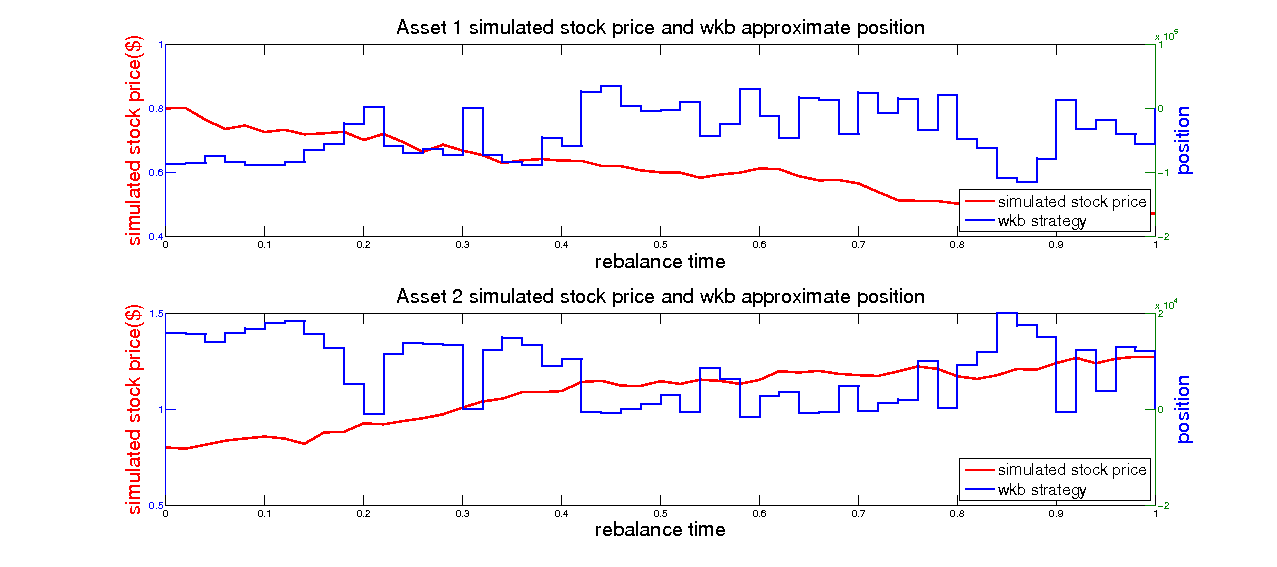 Asset 1 simulated stock price and wkb approximate position
x 10^5
simulated stock price($)
1
0.8
0.6
0.4
1
0
-1
-2
position
simulated stock price
wkb strategy
0 0.1 0.2 0.3 0.4 0.5 0.6 0.7 0.8 0.9 1
rebalance time
Asset 2 simulated stock price and wkb approximate position
x 10^4
simulated stock price($)
1.5
1
0.5
2
0
-2
position
simulated stock price
wkb strategy
0 0.1 0.2 0.3 0.4 0.5 0.6 0.7 0.8 0.9 1
rebalance time